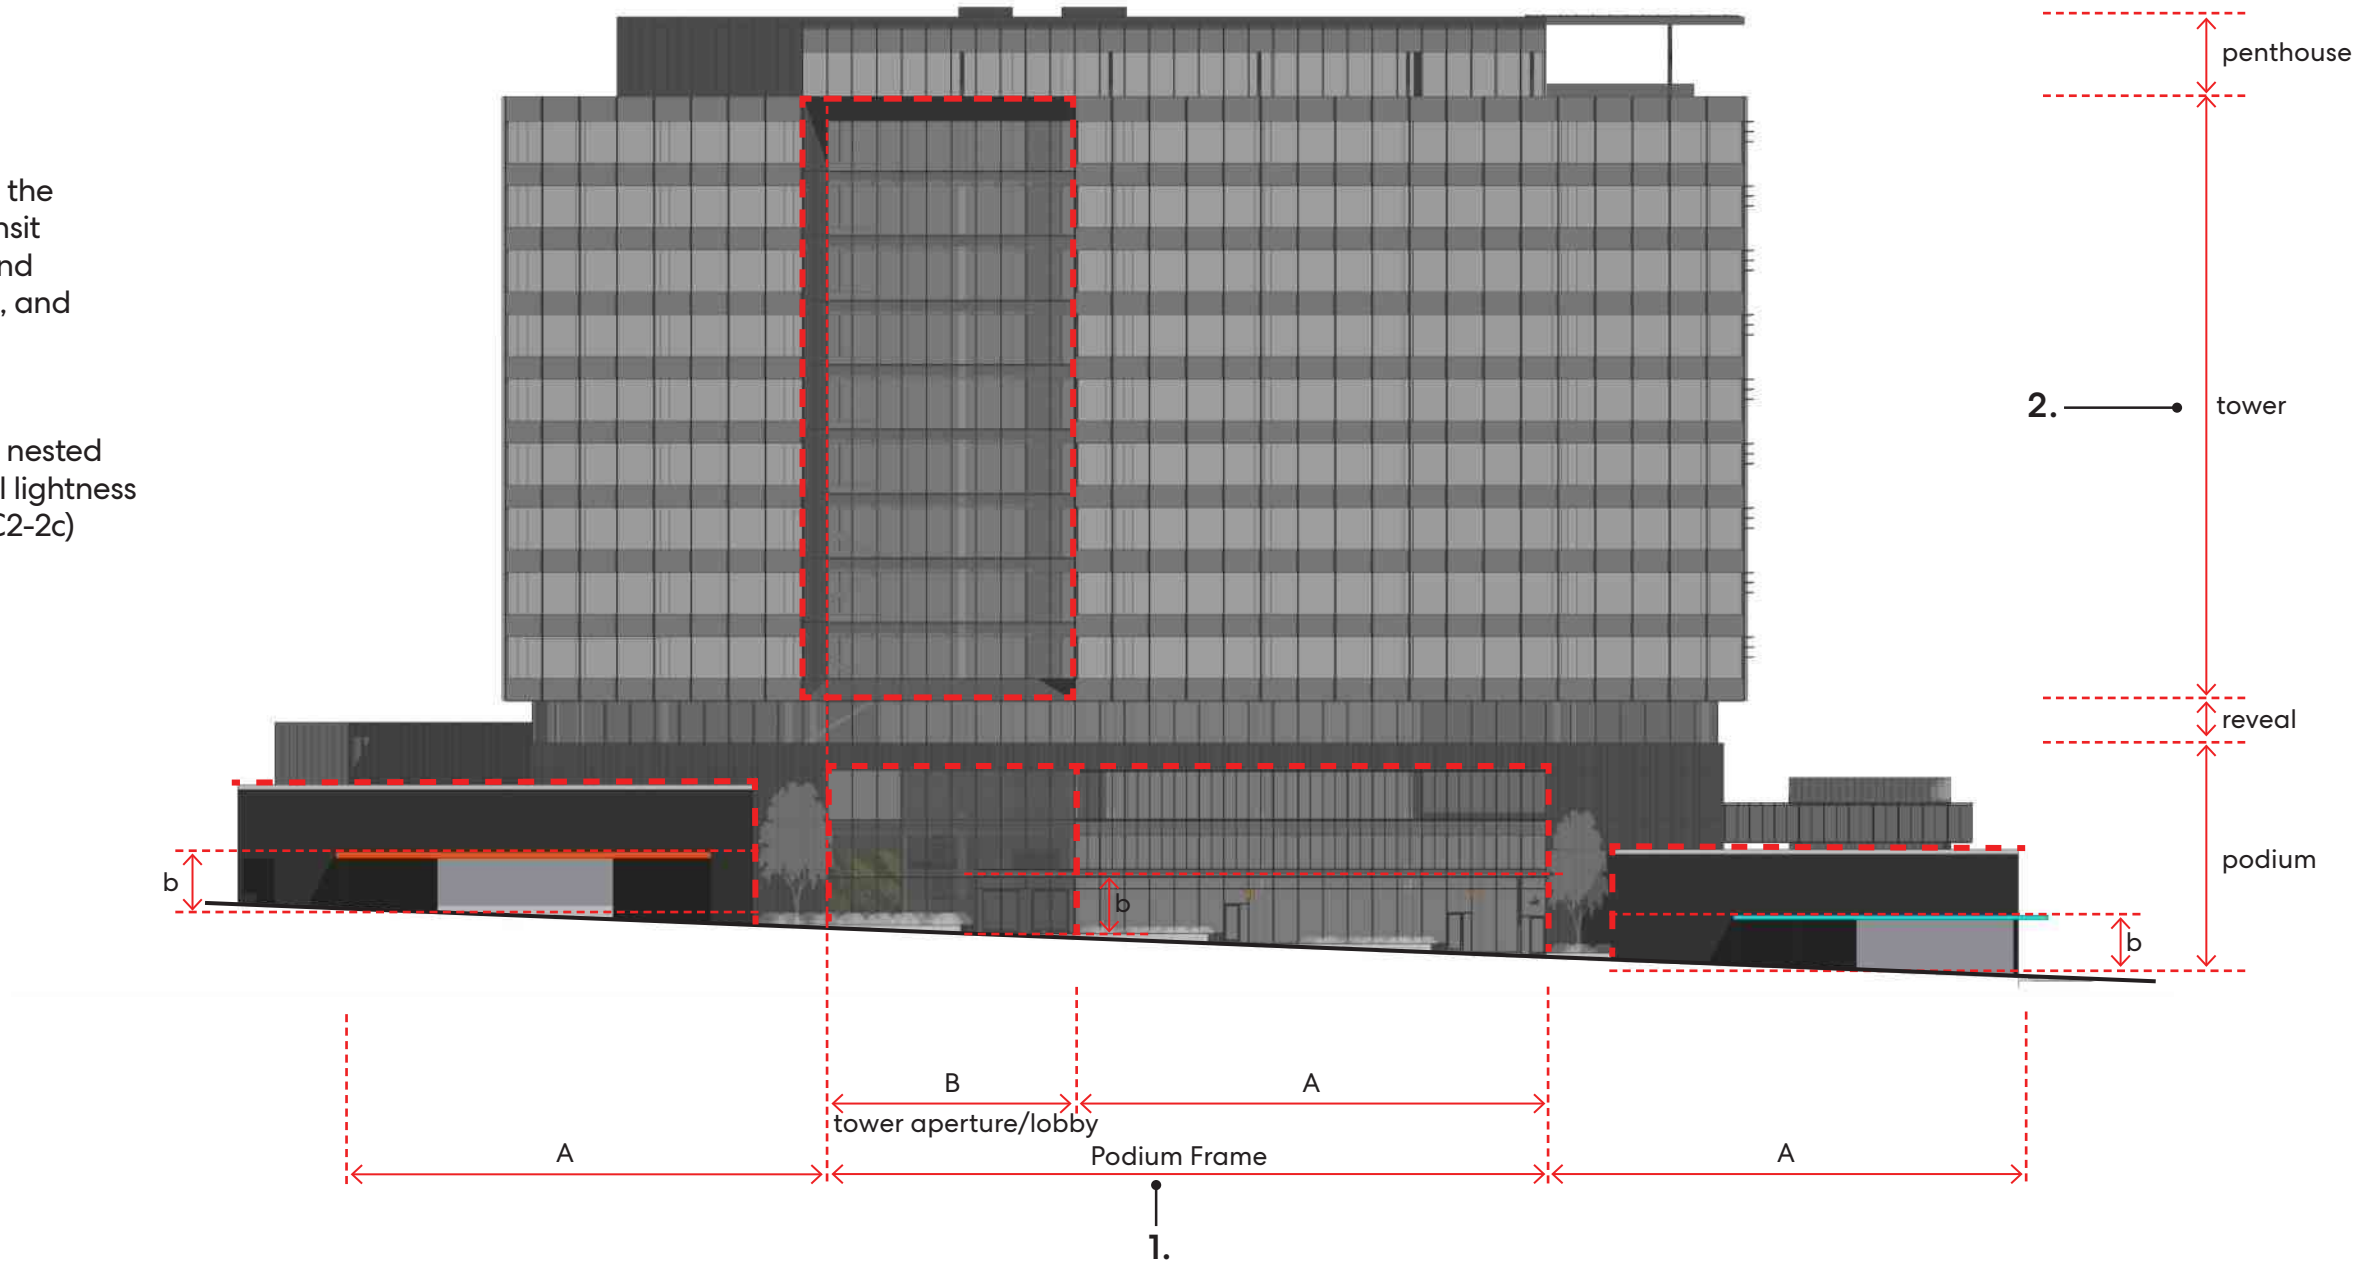 the
nsit
nd
, and
nested
l lightness
C2-2c)
penthouse
2.
tower
reveal
podium
b
b
b
B
A
tower aperture/lobby
A
Podium Frame
A
1.